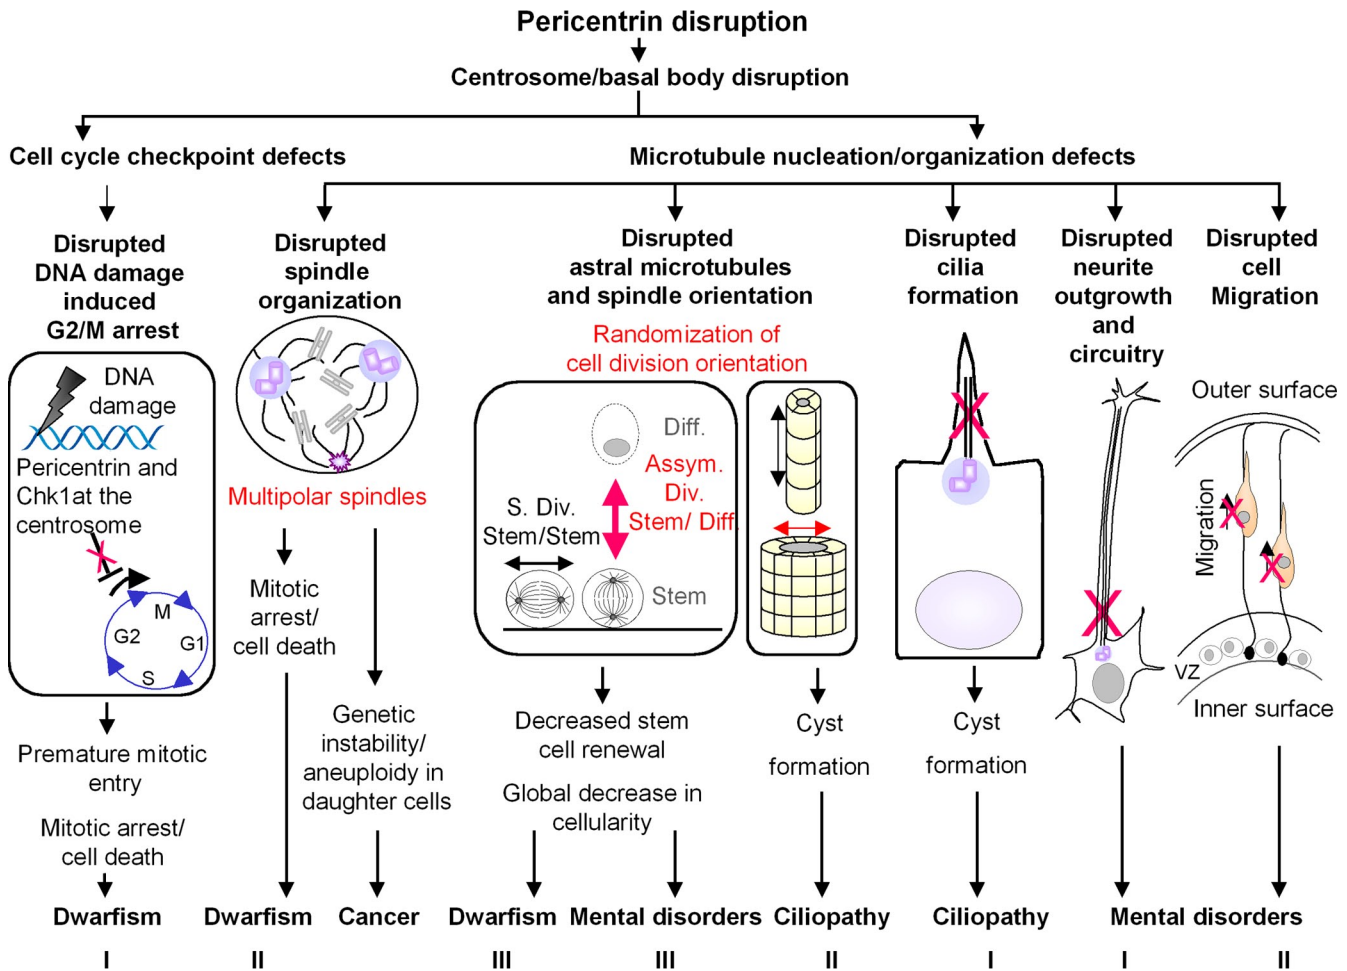 Pericentrin disruption
Centrosome/basal body disruption
Cell cycle checkpoint defects
Microtubule nucleation/organization defects
Disrupted
DNA damage
induced
G2/M arrest
DNA
damage
Pericentrin and
Chk1at the
centrosome
M
G2
G1
S
Premature mitotic
entry
Mitotic arrest/
cell death
Dwarfism
I
Disrupted
spindle
organization
Multipolar spindles
Mitotic
arrest/
cell death
Dwarfism
II
Genetic
instability/
aneuploidy in
daughter cells
Cancer
Disrupted
astral microtubules
and spindle orientation
Randomization of
cell division orientation
Diff.
Assym.
Div.
Stem/ Diff.
S. Div.
Stem/Stem
Stem
Decreased stem
cell renewal
Global decrease in
cellularity
Dwarfism
III
Mental disorders
III
Cyst
formation
Ciliopathy
II
Disrupted
cilia
formation
Cyst
formation
Ciliopathy
I
Disrupted
neurite
outgrowth
and
circuitry
Disrupted
cell
Migration
Outer surface
Migration
VZ
Inner surface
Mental disorders
I
II